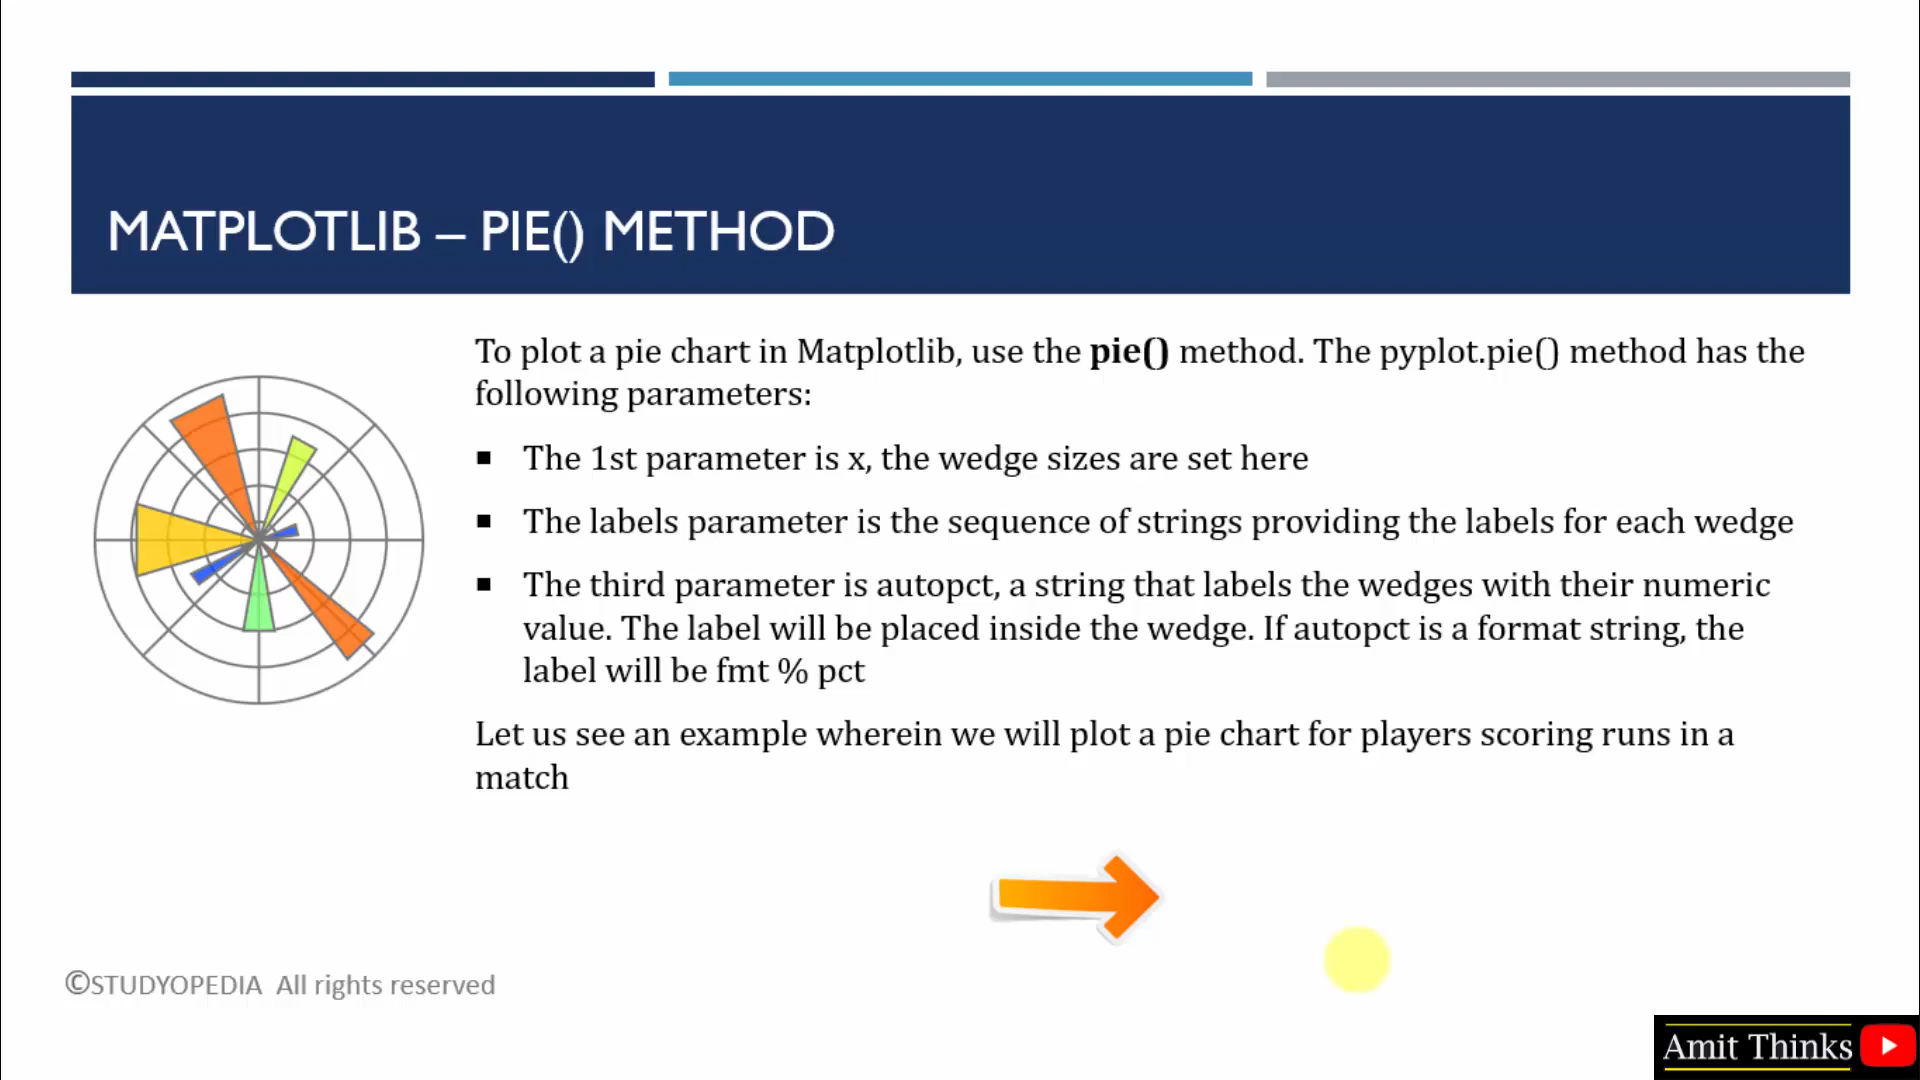 MATPLOTLIB – PIE() METHOD
To plot a pie chart in Matplotlib, use the pie() method. The pyplot.pie() method has the
following parameters:
▪ The 1st parameter is x, the wedge sizes are set here
▪ The labels parameter is the sequence of strings providing the labels for each wedge
▪ The third parameter is autopct, a string that labels the wedges with their numeric
value. The label will be placed inside the wedge. If autopct is a format string, the
label will be fmt % pct
Let us see an example wherein we will plot a pie chart for players scoring runs in a
match
©STUDYOPEDIA All rights reserved
Amit Thinks